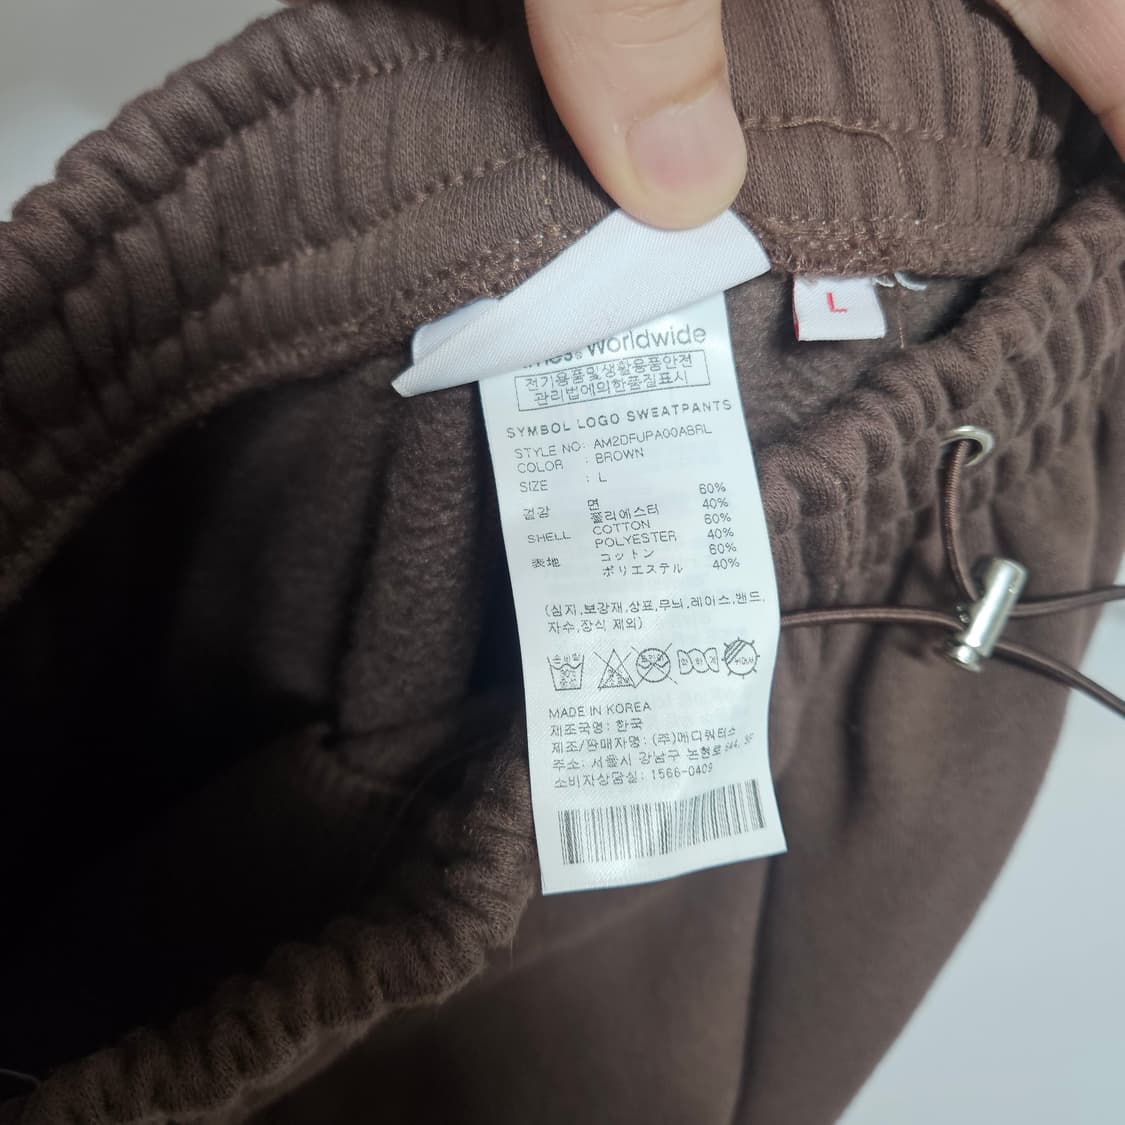 L
Worldwide
전기용품및생활용품안전
관리법에의한품질표시
SYMBOL LOGO SWEATPANTS
STYLE NO: AM2DFUPA00ABRL
COLOR : BROWN
SIZE : L
겉감 면 60%
폴리에스터 40%
SHELL COTTON 60%
POLYESTER 40%
表地 コットン 60%
ポリエステル 40%
(심지,보강재,상표,무늬,레이스,밴드,
자수,장식 제외)
MADE IN KOREA
제조국명: 한국
제조/판매자명: (주)메디쿼터스
주소: 서울시 강남구 논현로 644, 3F
소비자상담실: 1566-0409